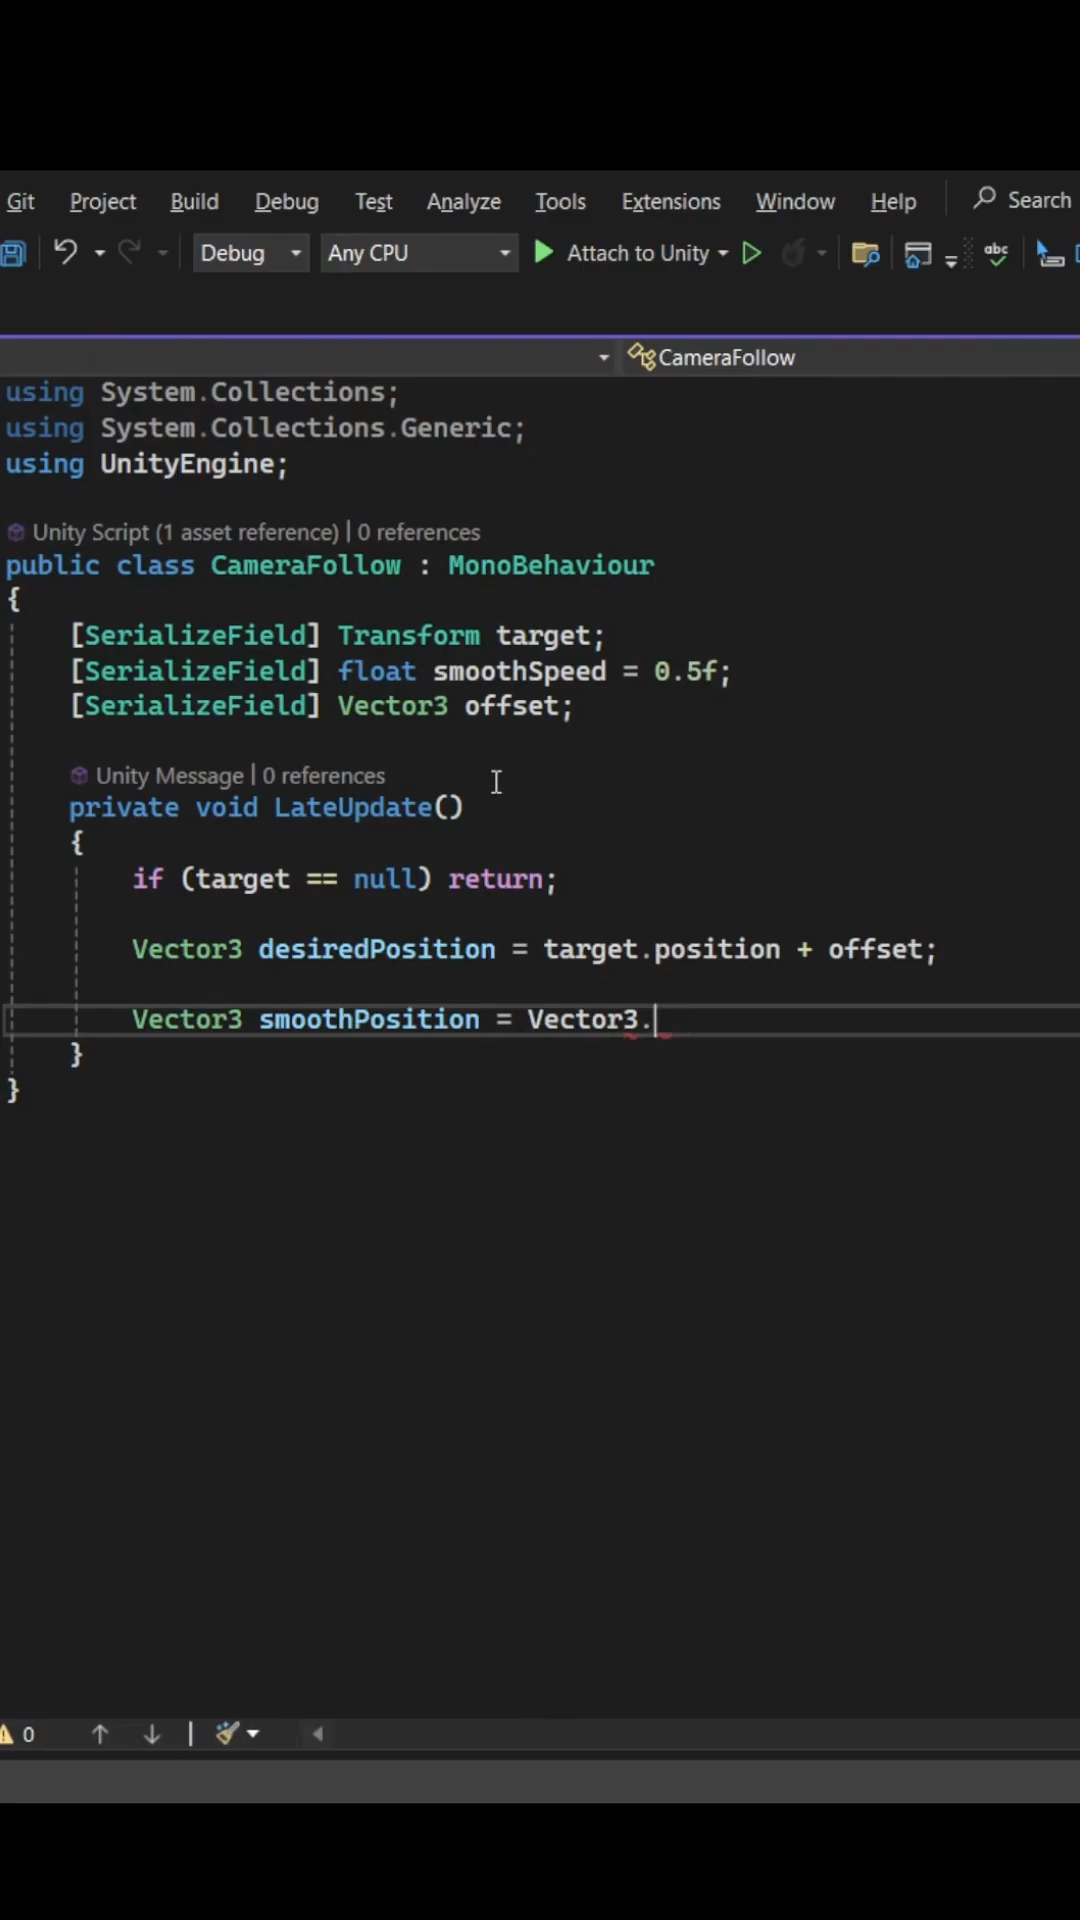 Git Project Build Debug Test Analyze Tools Extensions Window Help Search
Debug Any CPU Attach to Unity abc
CameraFollow
using System.Collections;
using System.Collections.Generic;
using UnityEngine;
Unity Script (1 asset reference) | 0 references
public class CameraFollow : MonoBehaviour
{
[SerializeField] Transform target;
[SerializeField] float smoothSpeed = 0.5f;
[SerializeField] Vector3 offset;
Unity Message | 0 references
private void LateUpdate()
{
if (target == null) return;
Vector3 desiredPosition = target.position + offset;
Vector3 smoothPosition = Vector3.
}
}
0